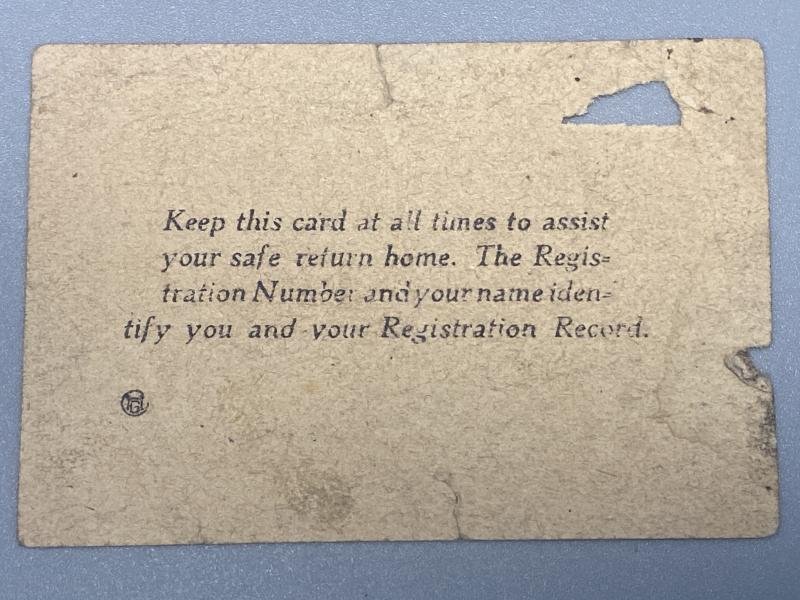 Keep this card at all times to assist
your safe return home. The Regis=
tration Number and your name iden=
tify you and your Registration Record.